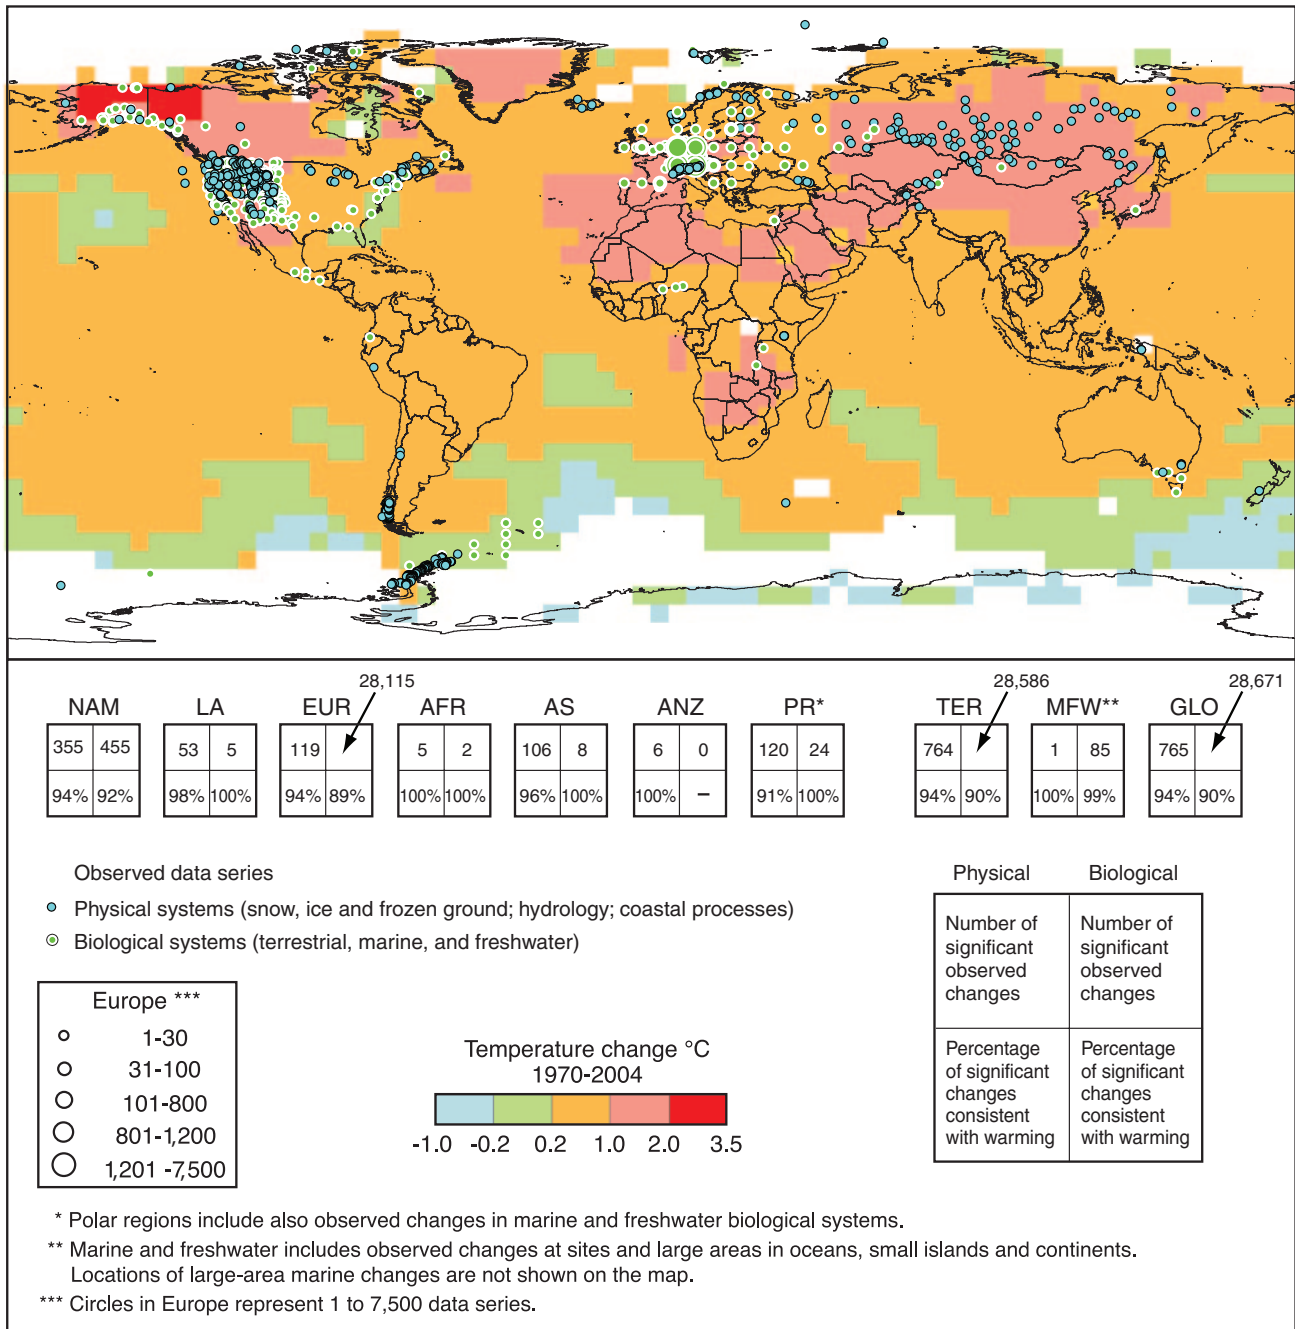 28,115
28,586
28,671
NAM LA EUR AFR AS ANZ PR* TER MFW** GLO
355 455 53 5 119 5 2 106 8 6 0 120 24 764 1 85 765
94% 92% 98% 100% 94% 89% 100% 100% 96% 100% 100% – 91% 100% 94% 90% 100% 99% 94% 90%
Observed data series
Physical systems (snow, ice and frozen ground; hydrology; coastal processes)
Biological systems (terrestrial, marine, and freshwater)
Europe ***
1-30
31-100
101-800
801-1,200
1,201 -7,500
Temperature change °C
1970-2004
-1.0 -0.2 0.2 1.0 2.0 3.5
Physical Biological
Number of
significant
observed
changes
Number of
significant
observed
changes
Percentage
of significant
changes
consistent
with warming
Percentage
of significant
changes
consistent
with warming
* Polar regions include also observed changes in marine and freshwater biological systems.
** Marine and freshwater includes observed changes at sites and large areas in oceans, small islands and continents.
Locations of large-area marine changes are not shown on the map.
*** Circles in Europe represent 1 to 7,500 data series.